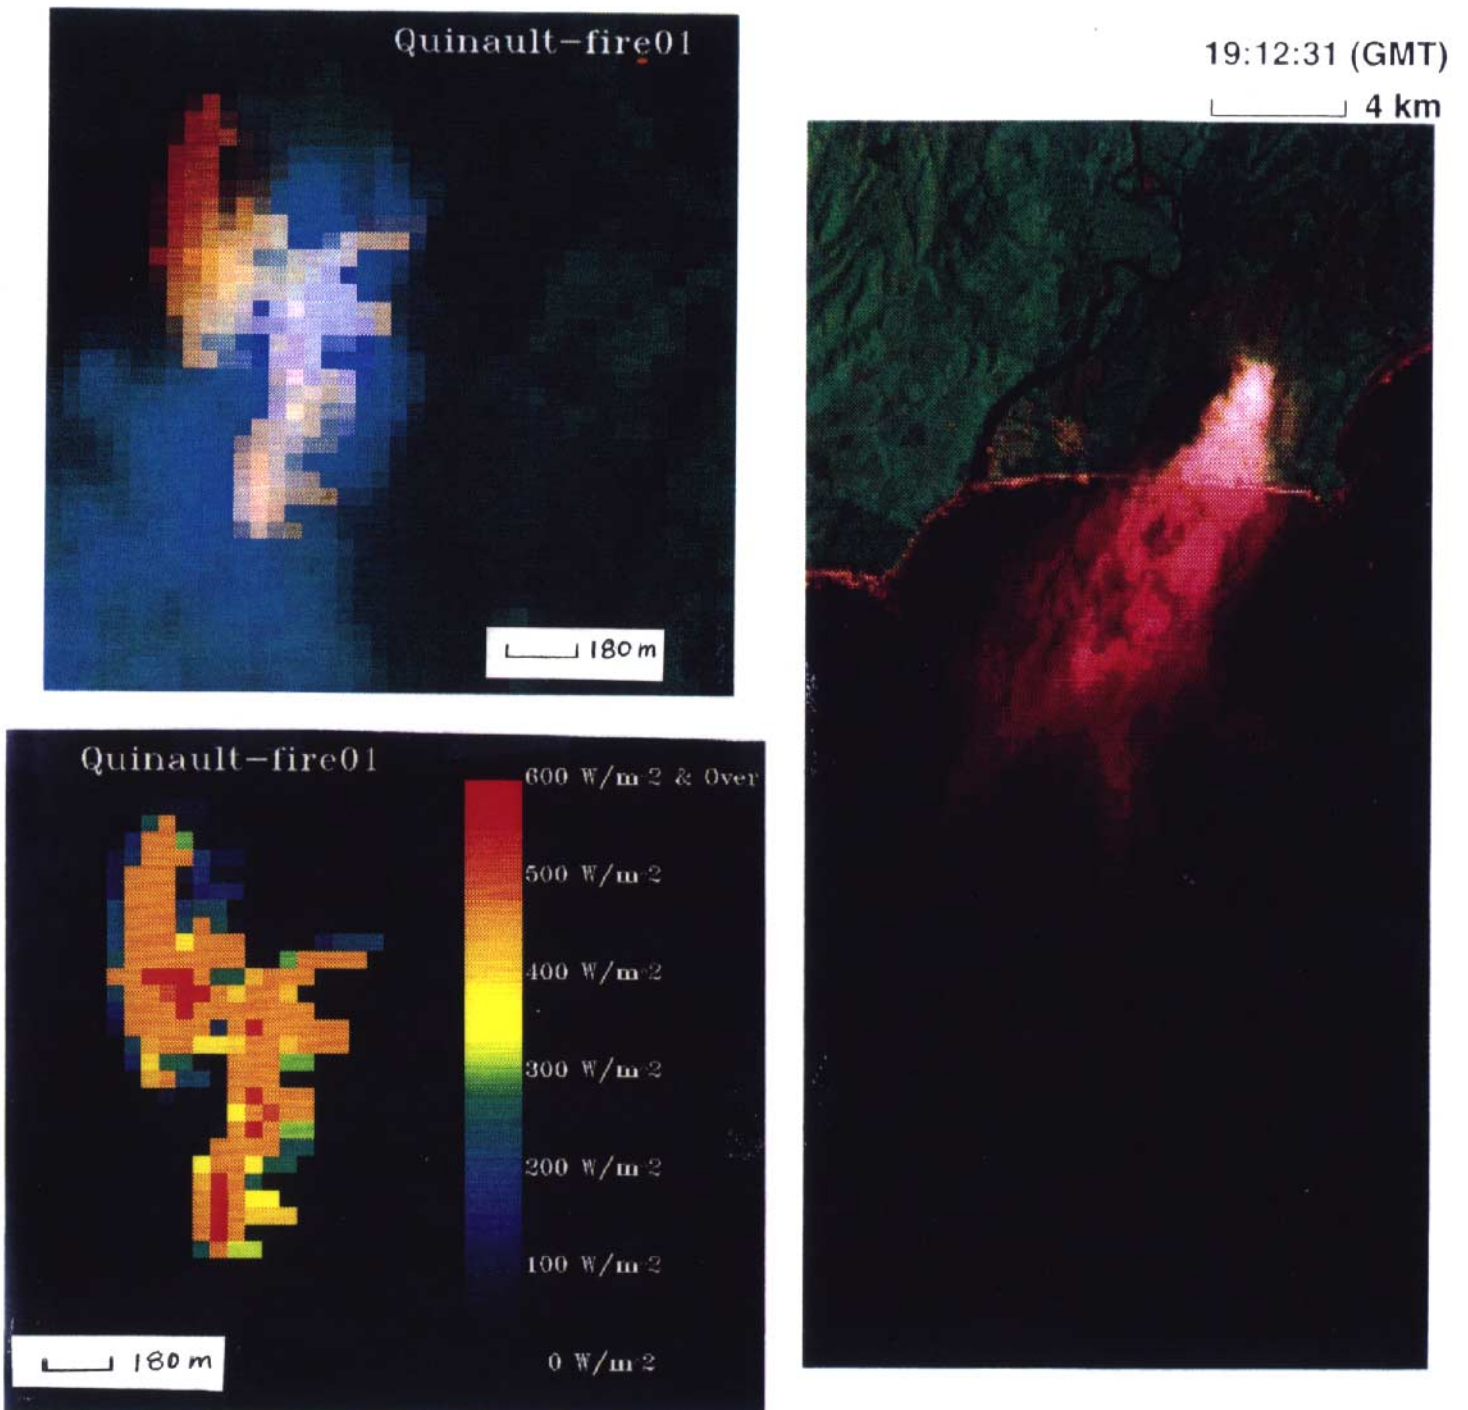 Quinault-fire01
19:12:31 (GMT)
4 km
180 m
Quinault-fire01
600 W/m-2 & Over
500 W/m-2
400 W/m-2
300 W/m-2
200 W/m-2
100 W/m-2
0 W/m-2
180 m